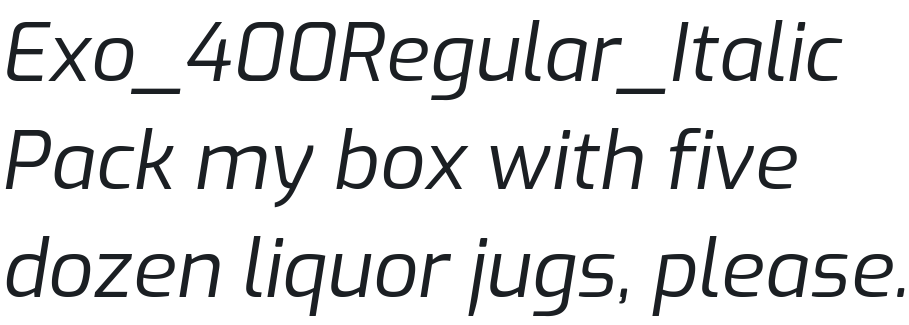 Exo_400Regular_Italic
Pack my box with five
dozen liquor jugs, please.